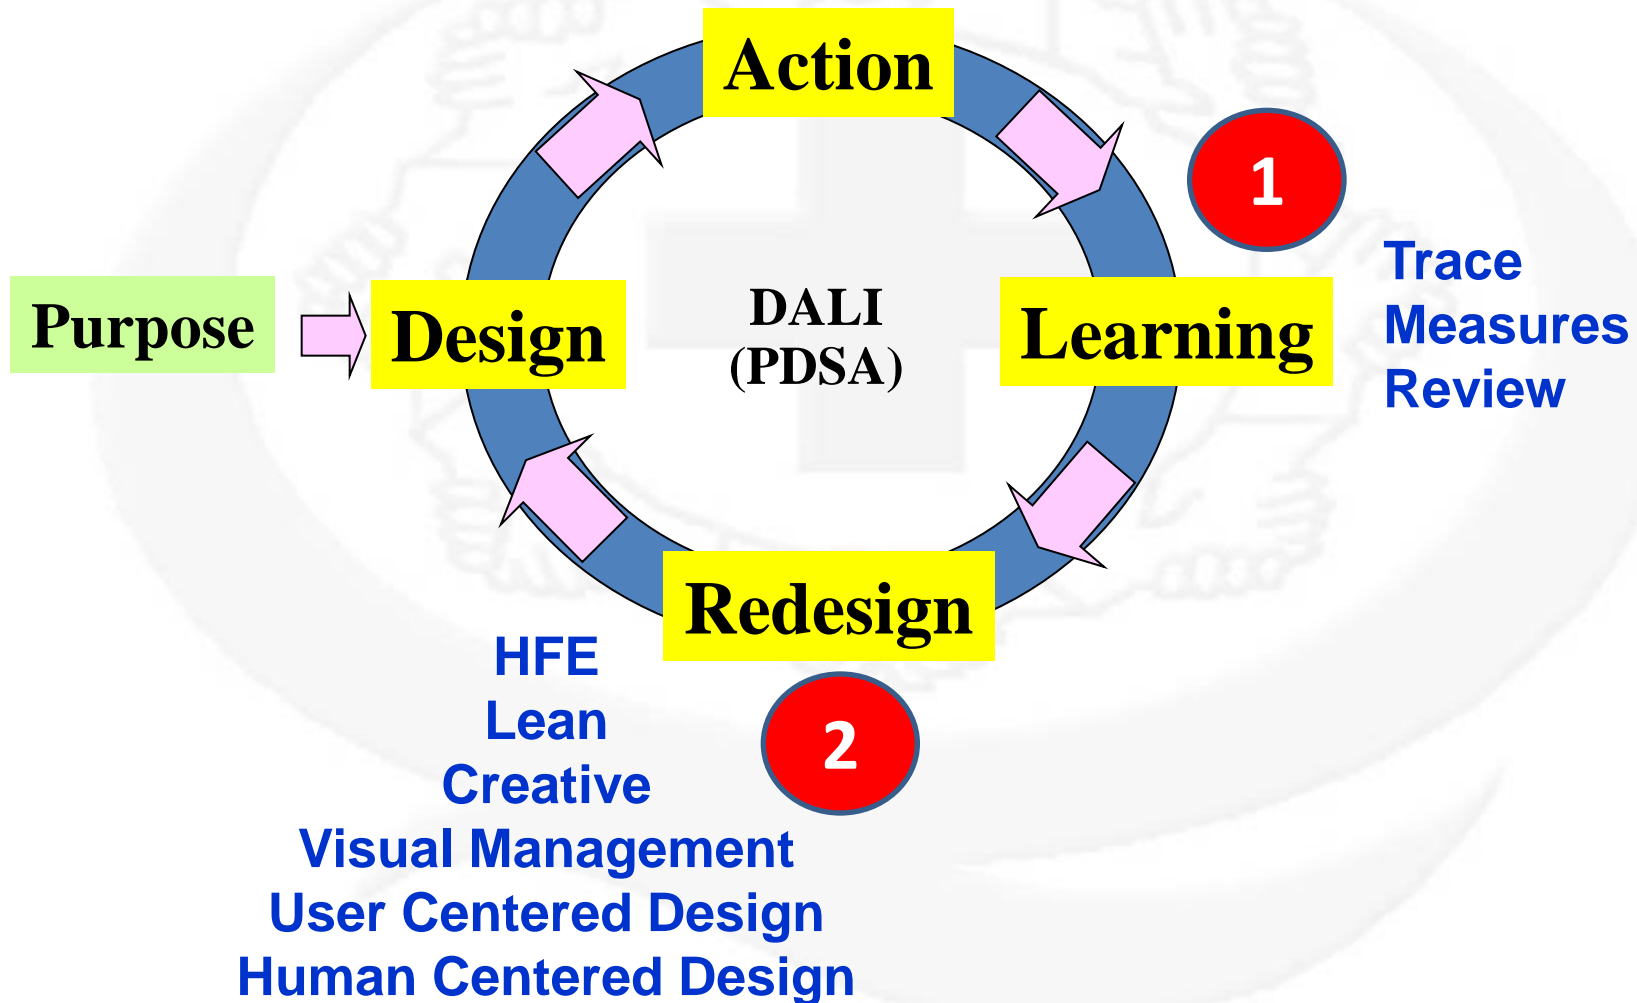 Action
1
Trace
Measures
Review
Purpose
Design
DALI
(PDSA)
Learning
Redesign
HFE
Lean
Creative
Visual Management
User Centered Design
Human Centered Design
2